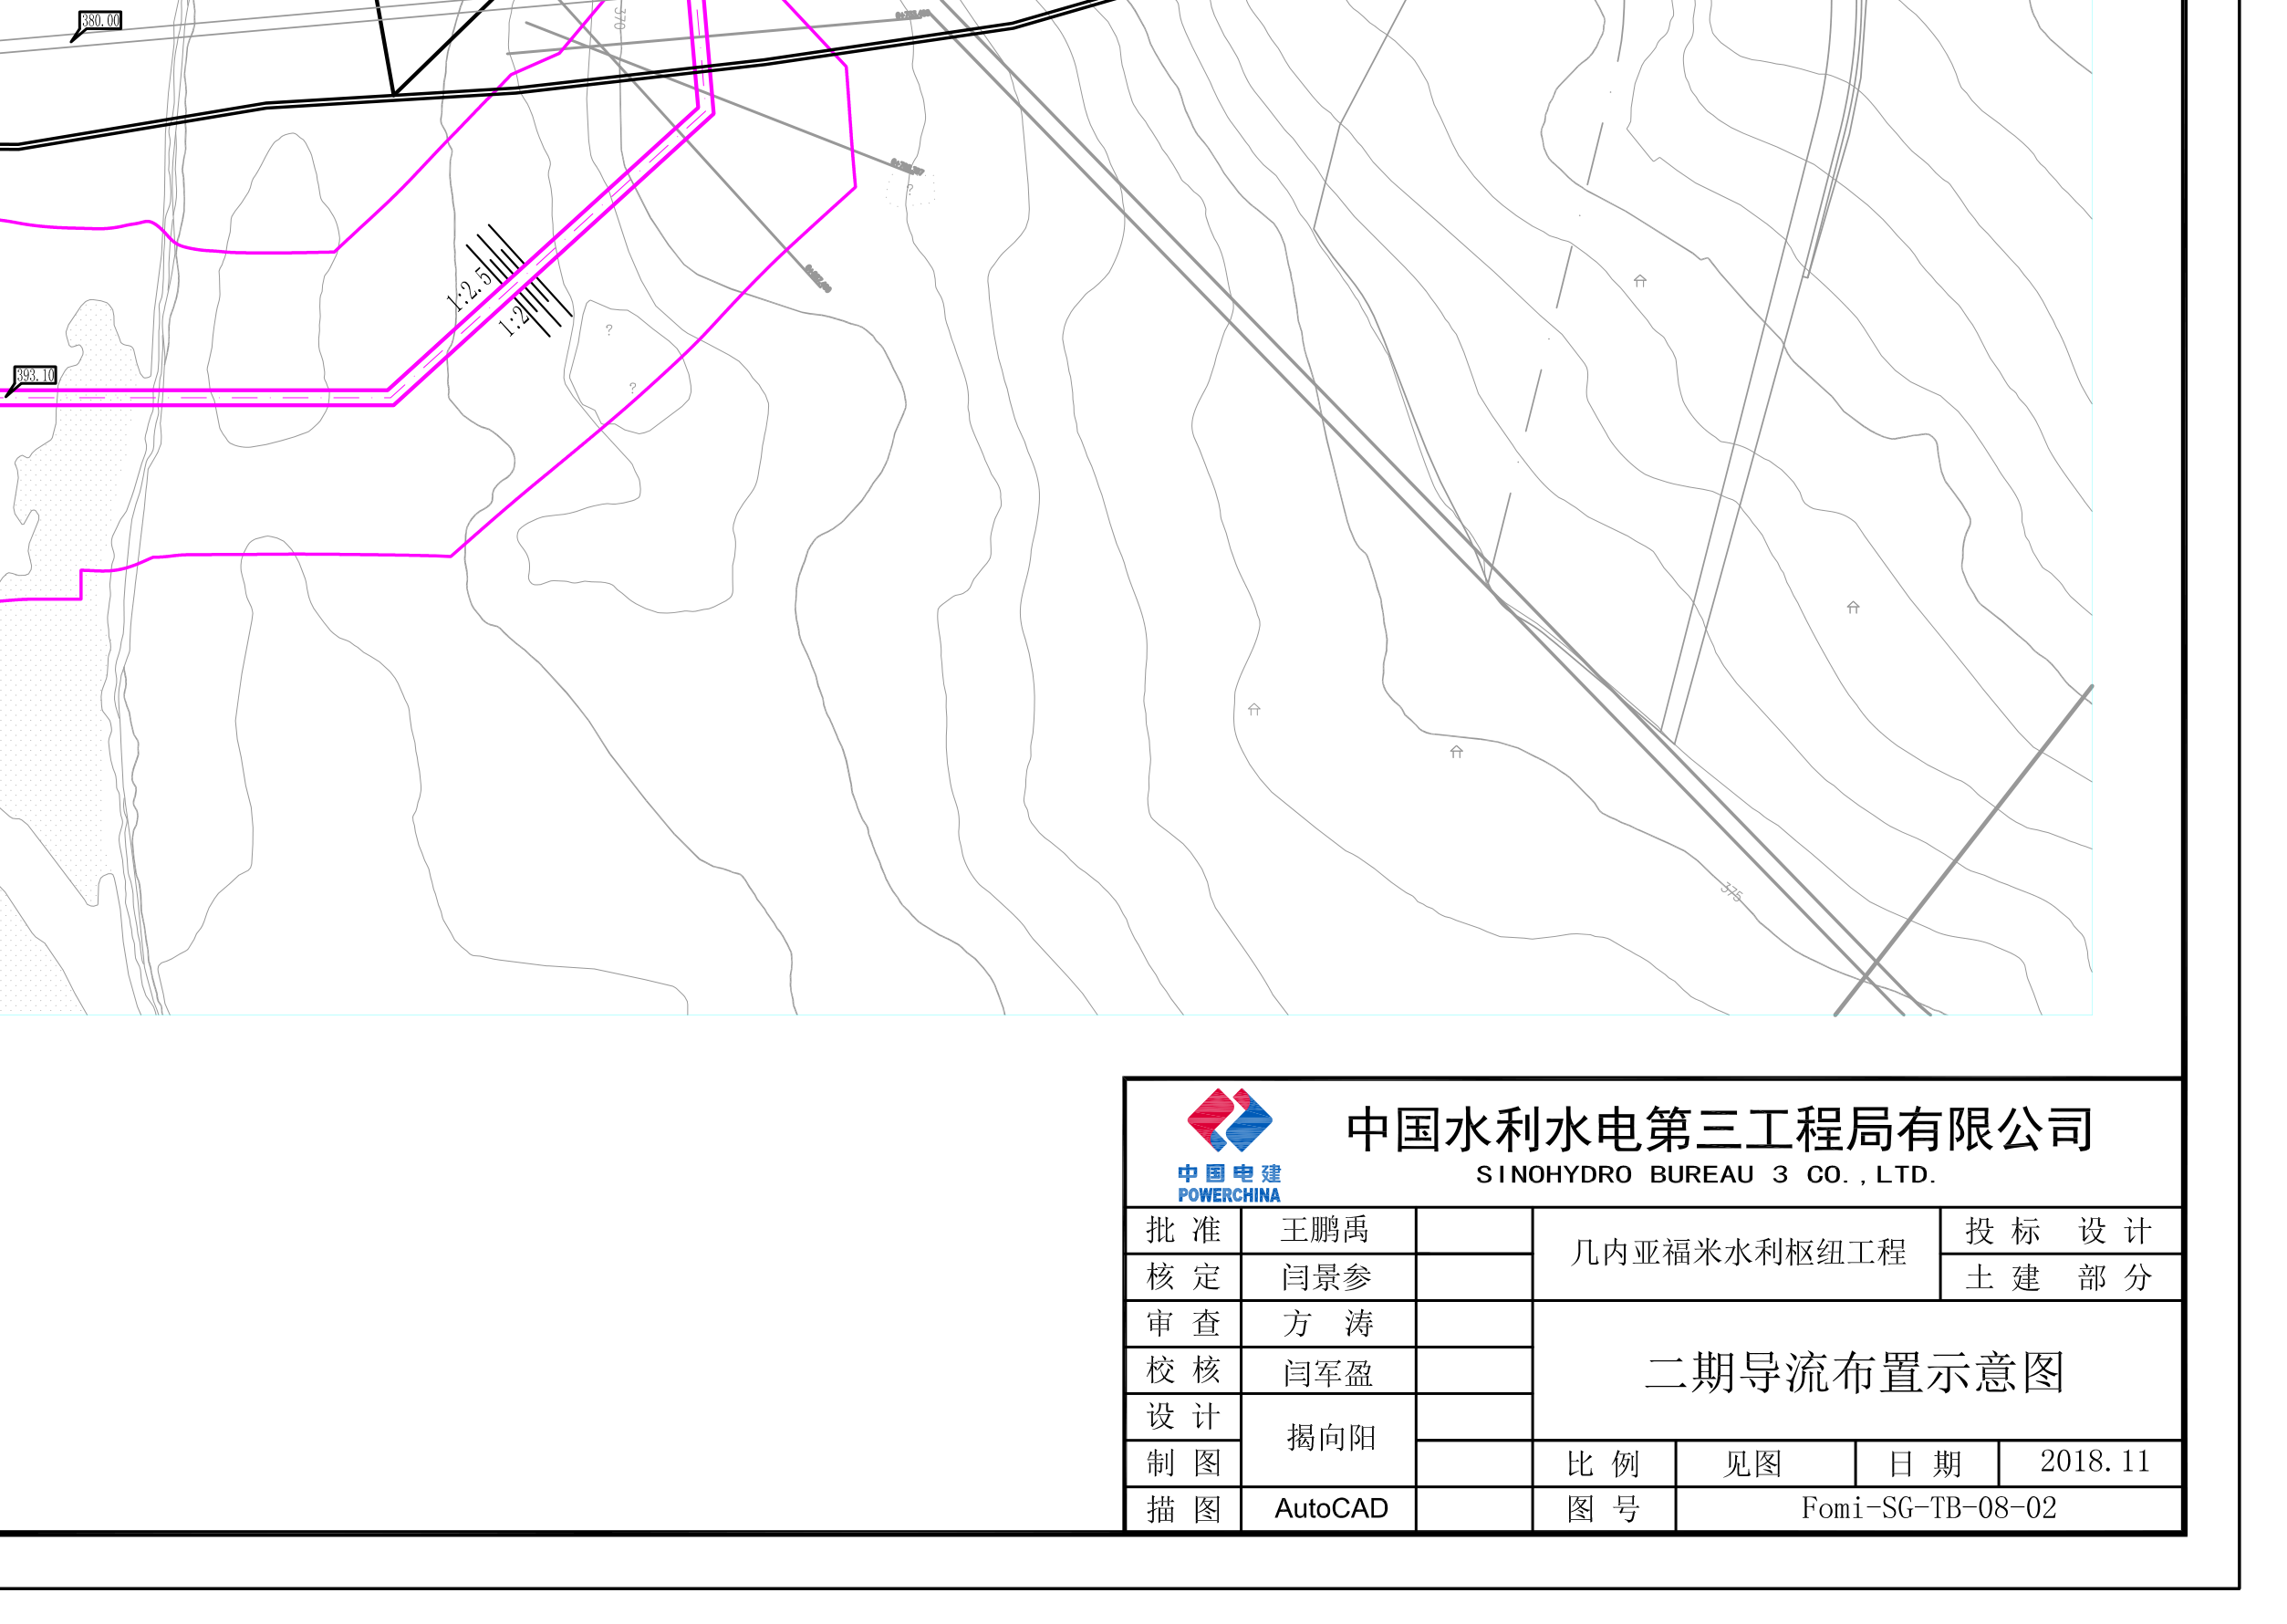 380.00
370
1:2.5
1:2
393.10
375
中国电建
POWERCHINA
中国水利水电第三工程局有限公司
SINOHYDRO BUREAU 3 CO.,LTD.
批 准 王鹏禹 几内亚福米水利枢纽工程 投 标 设 计
核 定 闫景参 土 建 部 分
审 查 方 涛
校 核 闫军盈 二期导流布置示意图
设 计 揭向阳
制 图 比 例 见图 日 期 2018.11
描 图 AutoCAD 图 号 Fomi-SG-TB-08-02